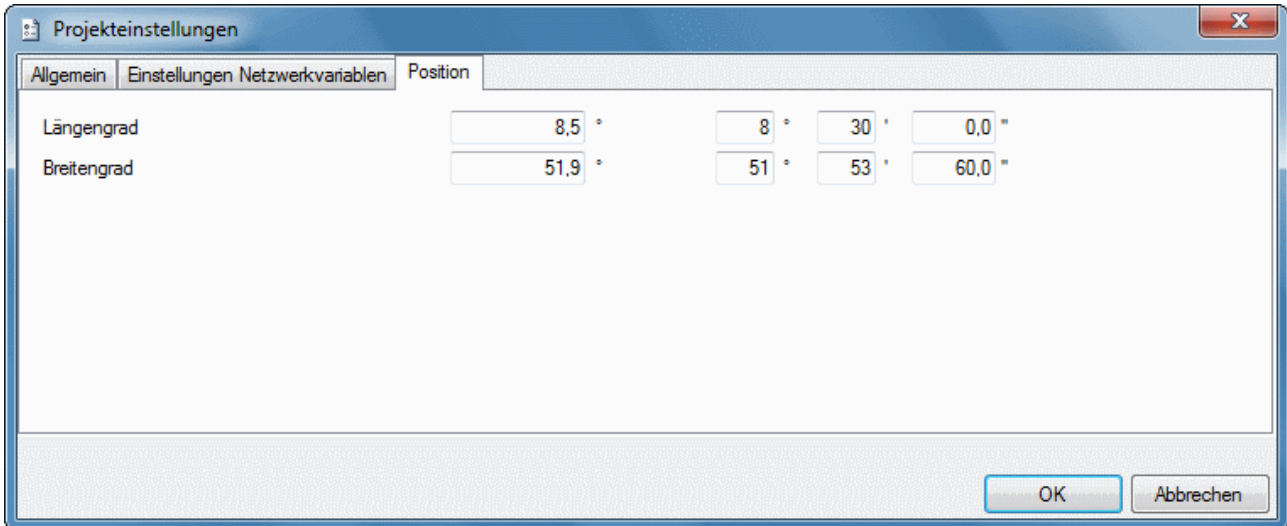 Projekteinstellungen
x
Allgemein Einstellungen Netzwerkvariablen Position
Längengrad 8,5 ° 8 ° 30 ' 0,0 "
Breitengrad 51,9 ° 51 ° 53 ' 60,0 "
OK Abbrechen